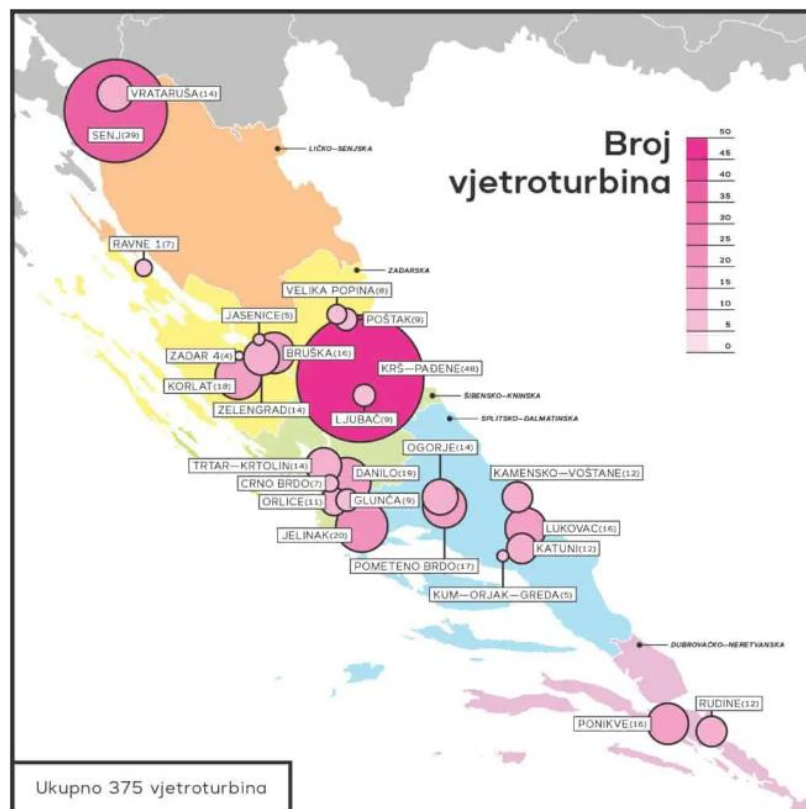 VRATARUŠA(14)
SENJ(39)
LIČKO–SENJSKA
Broj
vjetroturbina
50
45
40
35
30
25
20
15
10
5
0
RAVNE 1(7)
ZADARSKA
VELIKA POPINA(8)
JASENICE(5)
POŠTAK(9)
ZADAR 4(4)
BRUŠKA(16)
KRŠ–PAĐENE(48)
KORLAT(18)
ZELENGRAD(14)
LJUBAČ(9)
ŠIBENSKO–KNINSKA
SPLITSKO–DALMATINSKA
OGORJE(14)
TRTAR–KRTOLIN(14)
DANILO(19)
KAMENSKO–VOŠTANE(12)
CRNO BRDO(7)
ORLICE(11)
GLUNČA(9)
LUKOVAC(16)
JELINAK(20)
KATUNI(12)
POMETENO BRDO(17)
KUM–ORJAK–GREDA(5)
DUBROVAČKO–NERETVANSKA
RUDINE(12)
PONIKVE(16)
Ukupno 375 vjetroturbina